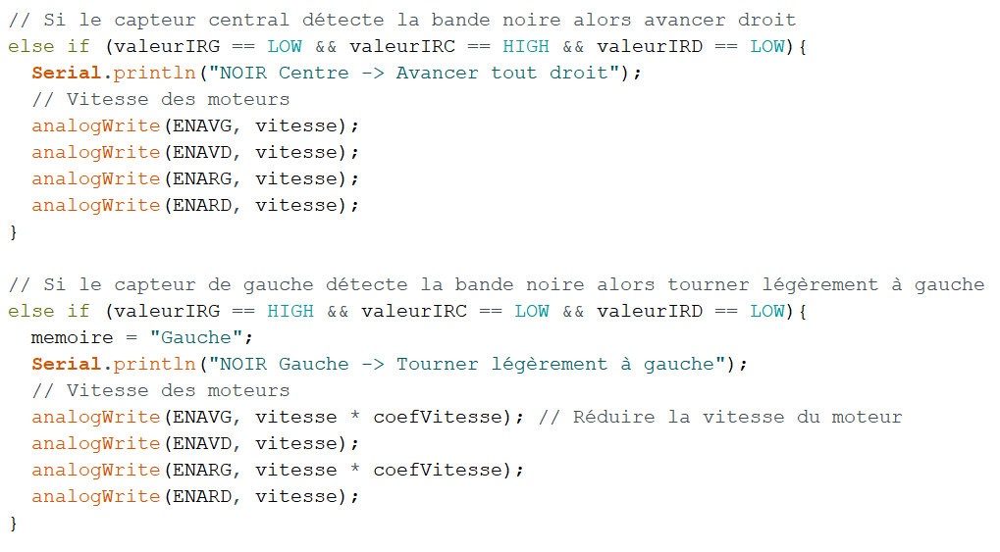 // Si le capteur central détecte la bande noire alors avancer droit
else if (valeurIRG == LOW && valeurIRC == HIGH && valeurIRD == LOW){
  Serial.println("NOIR Centre -> Avancer tout droit");
  // Vitesse des moteurs
  analogWrite(ENAVG, vitesse);
  analogWrite(ENAVD, vitesse);
  analogWrite(ENARG, vitesse);
  analogWrite(ENARD, vitesse);
}

// Si le capteur de gauche détecte la bande noire alors tourner légèrement à gauche
else if (valeurIRG == HIGH && valeurIRC == LOW && valeurIRD == LOW){
  memoire = "Gauche";
  Serial.println("NOIR Gauche -> Tourner légèrement à gauche");
  // Vitesse des moteurs
  analogWrite(ENAVG, vitesse * coefVitesse); // Réduire la vitesse du moteur
  analogWrite(ENAVD, vitesse);
  analogWrite(ENARG, vitesse * coefVitesse);
  analogWrite(ENARD, vitesse);
}